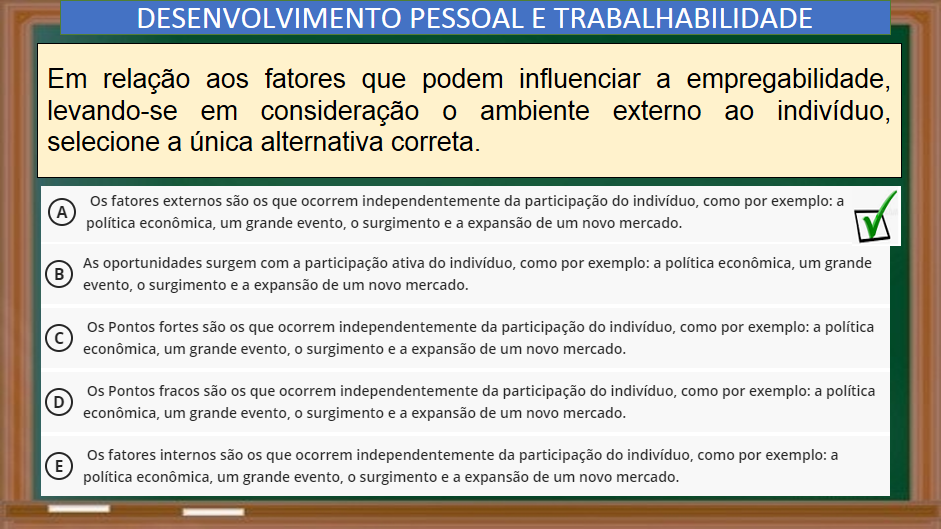 DESENVOLVIMENTO PESSOAL E TRABALHABILIDADE
Em relação aos fatores que podem influenciar a empregabilidade,
levando-se em consideração o ambiente externo ao indivíduo,
selecione a única alternativa correta.
A Os fatores externos são os que ocorrem independentemente da participação do indivíduo, como por exemplo: a
política econômica, um grande evento, o surgimento e a expansão de um novo mercado.
B As oportunidades surgem com a participação ativa do indivíduo, como por exemplo: a política econômica, um grande
evento, o surgimento e a expansão de um novo mercado.
C Os Pontos fortes são os que ocorrem independentemente da participação do indivíduo, como por exemplo: a política
econômica, um grande evento, o surgimento e a expansão de um novo mercado.
D Os Pontos fracos são os que ocorrem independentemente da participação do indivíduo, como por exemplo: a política
econômica, um grande evento, o surgimento e a expansão de um novo mercado.
E Os fatores internos são os que ocorrem independentemente da participação do indivíduo, como por exemplo: a
política econômica, um grande evento, o surgimento e a expansão de um novo mercado.